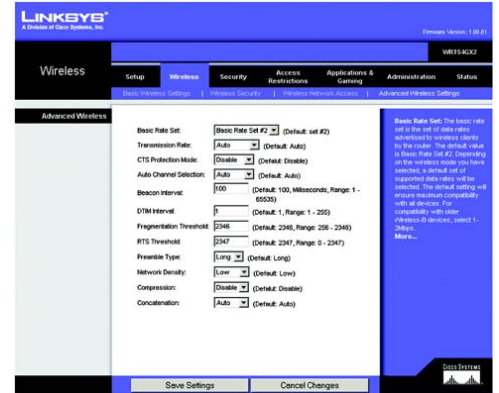 LINKSYS®
A Division of Cisco Systems, Inc.
Firmware Version: 1.00.01
WRT54GX2
Wireless
Setup Wireless Security Access Restrictions Applications & Gaming Administration Status
Basic Wireless Settings | Wireless Security | Wireless Network Access | Advanced Wireless Settings
Advanced Wireless
Basic Rate Set: Basic Rate Set #2 (Default: set #2)
Transmission Rate: Auto (Default: Auto)
CTS Protection Mode: Disable (Default: Disable)
Auto Channel Selection: Auto (Default: Auto)
Beacon Interval: 100 (Default: 100, Milliseconds, Range: 1 - 65535)
DTIM Interval: 1 (Default: 1, Range: 1 - 255)
Fragmentation Threshold: 2346 (Default: 2346, Range: 256 - 2346)
RTS Threshold 2347 (Default: 2347, Range: 0 - 2347)
Preamble Type: Long (Default: Long)
Network Density: Low (Default: Low)
Compression: Disable (Default: Disable)
Concatenation: Auto (Default: Auto)
Basic Rate Set: The basic rate
set is the set of data rates
advertised to wireless clients
by the router. The default value
is Basic Rate Set #2. Depending
on the wireless mode you have
selected, a default set of
supported data rates will be
selected. The default setting will
ensure maximum compatibility
with all devices. For
compatibility with older
Wireless-B devices, select 1-
2Mbps.
More...
CISCO SYSTEMS
Save Settings Cancel Changes